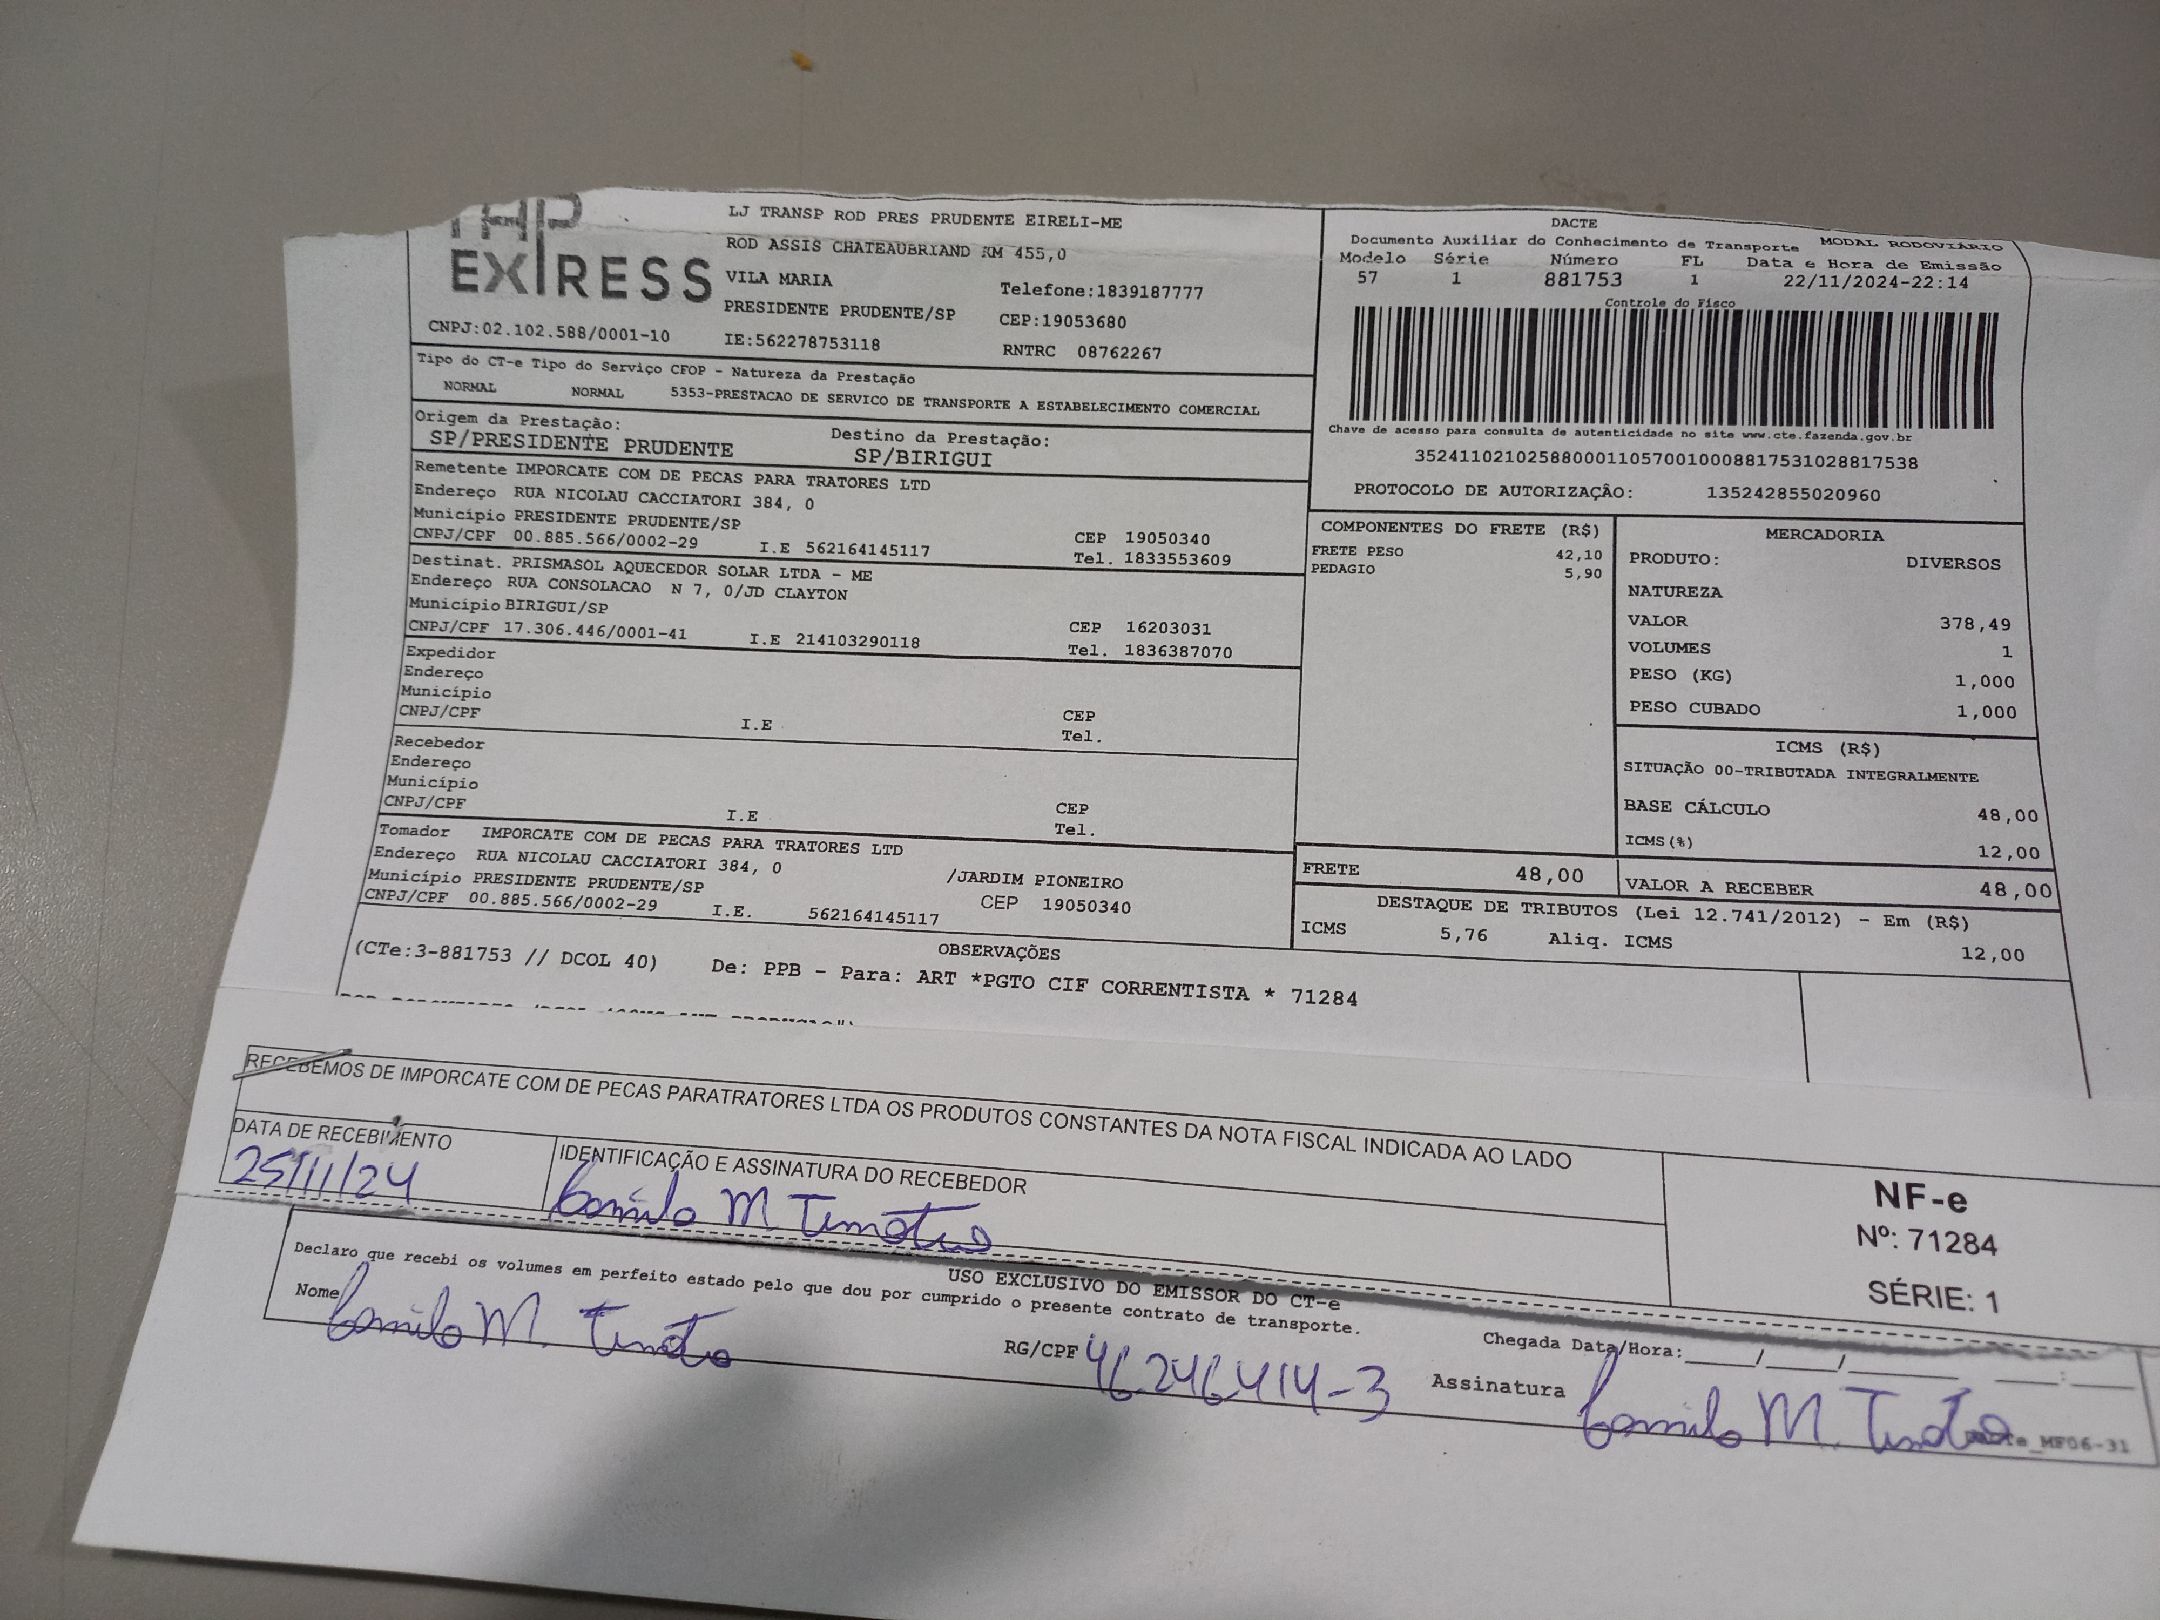 EXPRESS
CNPJ:02.102.588/0001-10
LJ TRANSP ROD PRES PRUDENTE EIRELI-ME
ROD ASSIS CHATEAUBRIAND KM 455,0
VILA MARIA
Telefone:1839187777
PRESIDENTE PRUDENTE/SP
CEP:19053680
IE:562278753118
RNTRC 08762267
DACTE
Documento Auxiliar do Conhecimento de Transporte MODAL RODOVIÁRIO
Modelo Série Número FL Data e Hora de Emissão
57 1 881753 1 22/11/2024-22:14
Controle do Fisco
Chave de acesso para consulta de autenticidade no site www.cte.fazenda.gov.br
35241102102588000110570010008817531028817538
PROTOCOLO DE AUTORIZAÇÂO: 135242855020960
Tipo do CT-e Tipo do Serviço CFOP - Natureza da Prestação
NORMAL NORMAL 5353-PRESTACAO DE SERVICO DE TRANSPORTE A ESTABELECIMENTO COMERCIAL
Origem da Prestação: Destino da Prestação:
SP/PRESIDENTE PRUDENTE SP/BIRIGUI
Remetente IMPORCATE COM DE PECAS PARA TRATORES LTD
Endereço RUA NICOLAU CACCIATORI 384, 0
Município PRESIDENTE PRUDENTE/SP CEP 19050340
CNPJ/CPF 00.885.566/0002-29 I.E 562164145117 Tel. 1833553609
Destinat. PRISMASOL AQUECEDOR SOLAR LTDA - ME
Endereço RUA CONSOLACAO N 7, 0/JD CLAYTON
Município BIRIGUI/SP CEP 16203031
CNPJ/CPF 17.306.446/0001-41 I.E 214103290118 Tel. 1836387070
Expedidor
Endereço
Município CEP
CNPJ/CPF I.E Tel.
Recebedor
Endereço
Município CEP
CNPJ/CPF I.E Tel.
Tomador IMPORCATE COM DE PECAS PARA TRATORES LTD
Endereço RUA NICOLAU CACCIATORI 384, 0 /JARDIM PIONEIRO
Município PRESIDENTE PRUDENTE/SP CEP 19050340
CNPJ/CPF 00.885.566/0002-29 I.E. 562164145117
COMPONENTES DO FRETE (R$)
FRETE PESO 42,10
PEDAGIO 5,90
MERCADORIA
PRODUTO: DIVERSOS
NATUREZA
VALOR 378,49
VOLUMES 1
PESO (KG) 1,000
PESO CUBADO 1,000
ICMS (R$)
SITUAÇÃO 00-TRIBUTADA INTEGRALMENTE
BASE CÁLCULO 48,00
ICMS(%) 12,00
FRETE 48,00 VALOR A RECEBER 48,00
DESTAQUE DE TRIBUTOS (Lei 12.741/2012) - Em (R$)
ICMS 5,76 Aliq. ICMS 12,00
OBSERVAÇÕES
(CTe:3-881753 // DCOL 40) De: PPB - Para: ART *PGTO CIF CORRENTISTA * 71284
RECEBEMOS DE IMPORCATE COM DE PECAS PARATRATORES LTDA OS PRODUTOS CONSTANTES DA NOTA FISCAL INDICADA AO LADO
DATA DE RECEBIMENTO IDENTIFICAÇÃO E ASSINATURA DO RECEBEDOR
25/11/24 Camilo M Timoteo
NF-e
Nº: 71284
SÉRIE: 1
USO EXCLUSIVO DO EMISSOR DO CT-e
Declaro que recebi os volumes em perfeito estado pelo que dou por cumprido o presente contrato de transporte.
Chegada Data/Hora:_____/_____/_______ ____:____
Nome Camilo M. Timoteo RG/CPF 46.246.414-3 Assinatura Camilo M. Timoteo
MF06-31